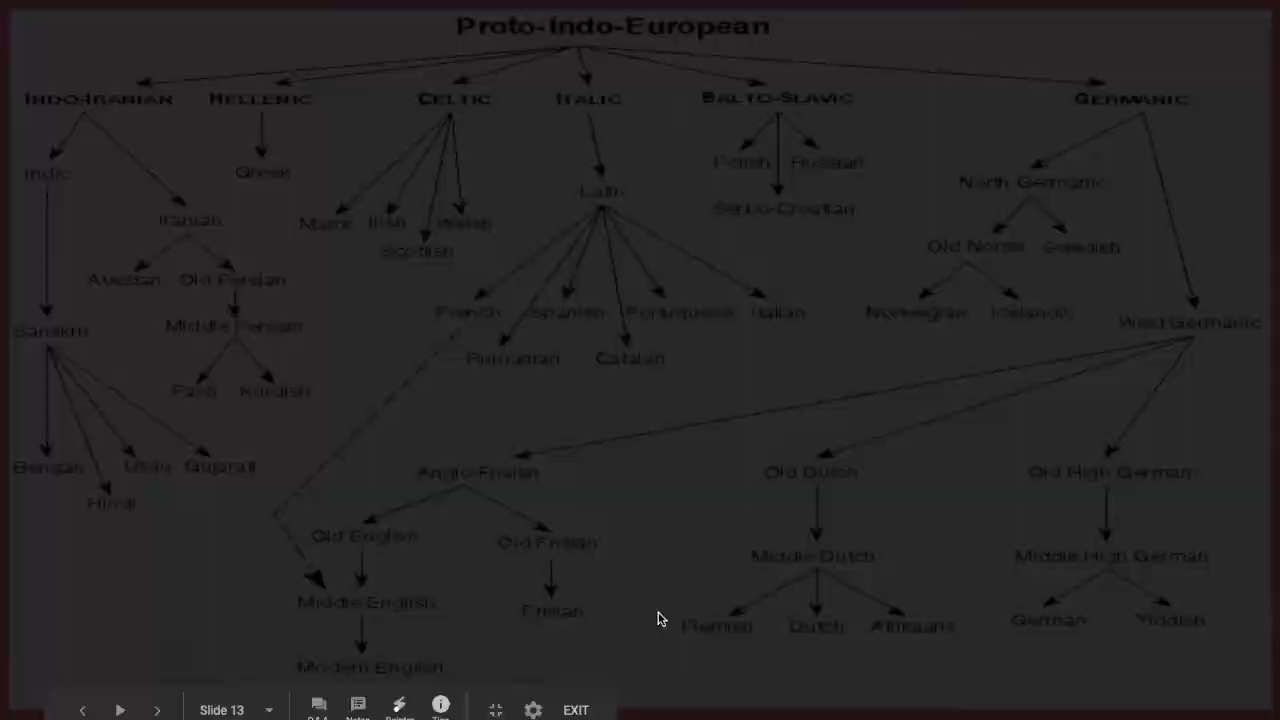 Proto-Indo-European
INDO-IRANIAN HELLENIC CELTIC ITALIC BALTO-SLAVIC GERMANIC
Polish Russian
Indic Greek
North Germanic
Latin
Serbo-Croatian
Iranian Manx Irish Welsh
Old Norse Swedish
Scottish
Avestan Old Persian
French Spanish Portuguese Italian Norwegian Icelandic
West Germanic
Sanskrit Middle Persian
Rumanian Catalan
Farsi Kurdish
Bengali Urdu Gujarati
Anglo-Frisian Old Dutch Old High German
Hindi
Old English Old Frisian
Middle Dutch Middle High German
Middle English Frisian
Flemish Dutch Afrikaans German Yiddish
Modern English
Slide 13 EXIT